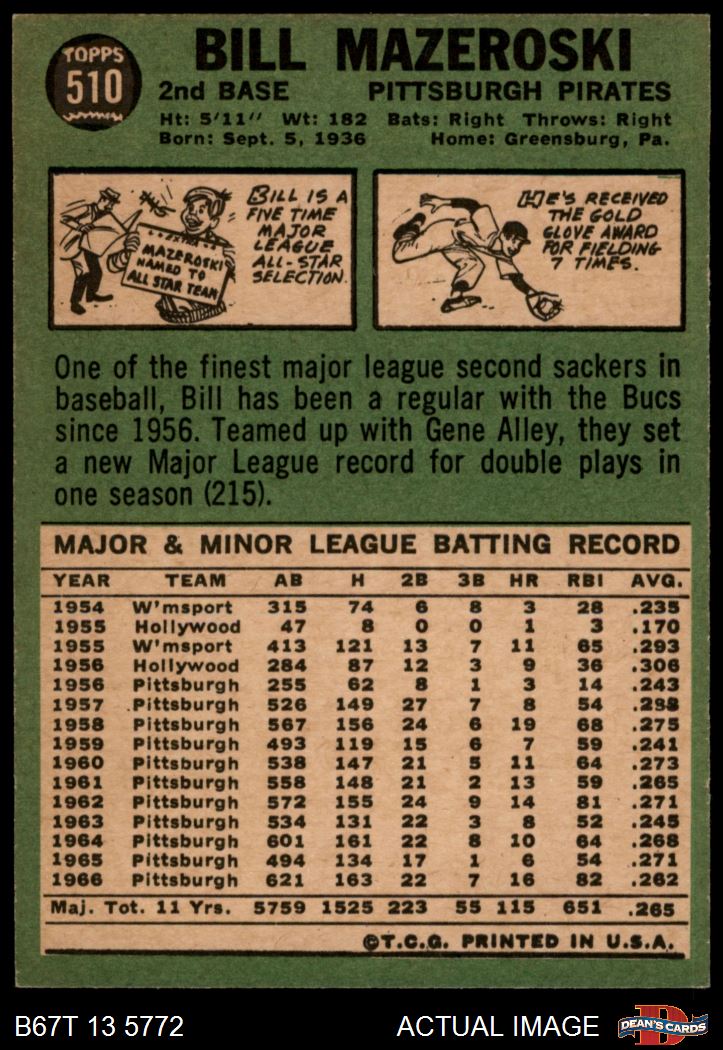 TOPPS
510
BILL MAZEROSKI
2nd BASE PITTSBURGH PIRATES
Ht: 5'11" Wt: 182 Bats: Right Throws: Right
Born: Sept. 5, 1936 Home: Greensburg, Pa.
EXTRA
MAZEROSKI
NAMED TO
ALL STAR TEAM
BILL IS A
FIVE TIME
MAJOR
LEAGUE
ALL-STAR
SELECTION.
HE'S RECEIVED
THE GOLD
GLOVE AWARD
FOR FIELDING
7 TIMES.
One of the finest major league second sackers in
baseball, Bill has been a regular with the Bucs
since 1956. Teamed up with Gene Alley, they set
a new Major League record for double plays in
one season (215).
MAJOR & MINOR LEAGUE BATTING RECORD
YEAR TEAM AB H 2B 3B HR RBI AVG.
1954 W'msport 315 74 6 8 3 28 .235
1955 Hollywood 47 8 0 0 1 3 .170
1955 W'msport 413 121 13 7 11 65 .293
1956 Hollywood 284 87 12 3 9 36 .306
1956 Pittsburgh 255 62 8 1 3 14 .243
1957 Pittsburgh 526 149 27 7 8 54 .298
1958 Pittsburgh 567 156 24 6 19 68 .275
1959 Pittsburgh 493 119 15 6 7 59 .241
1960 Pittsburgh 538 147 21 5 11 64 .273
1961 Pittsburgh 558 148 21 2 13 59 .265
1962 Pittsburgh 572 155 24 9 14 81 .271
1963 Pittsburgh 534 131 22 3 8 52 .245
1964 Pittsburgh 601 161 22 8 10 64 .268
1965 Pittsburgh 494 134 17 1 6 54 .271
1966 Pittsburgh 621 163 22 7 16 82 .262
Maj. Tot. 11 Yrs. 5759 1525 223 55 115 651 .265
©T.C.G. PRINTED IN U.S.A.
B67T 13 5772 ACTUAL IMAGE
D
DEAN'S CARDS